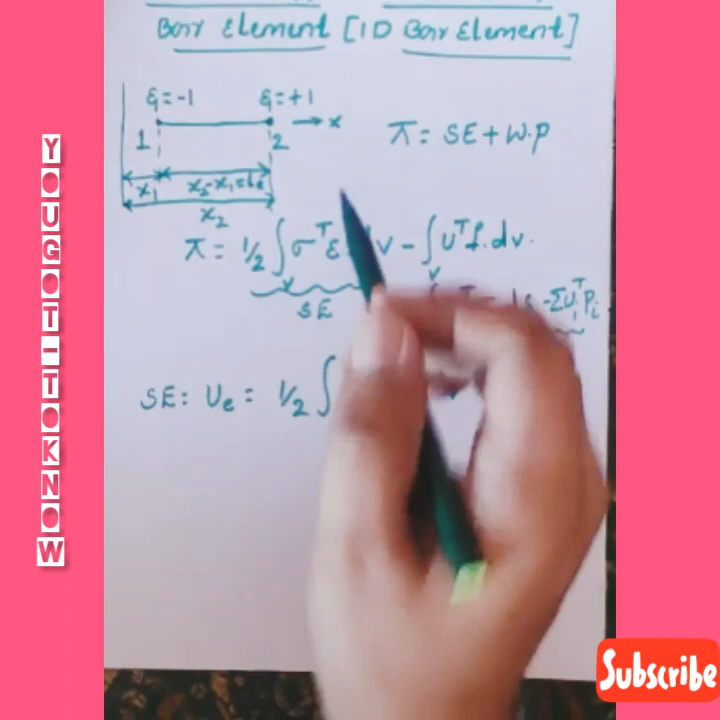 Bar Element [1D Bar Element]
ξ=-1 ξ=+1
1 2 → x
π = SE + W.P
x₁ x₂-x₁=le
x₂
π = 1/2 ∫ σᵀε v - ∫ uᵀf. dv.
v v
SE -Σuᵢᵀpᵢ
SE: Ue = 1/2 ∫
YOUGOTITOKNOW
Subscribe